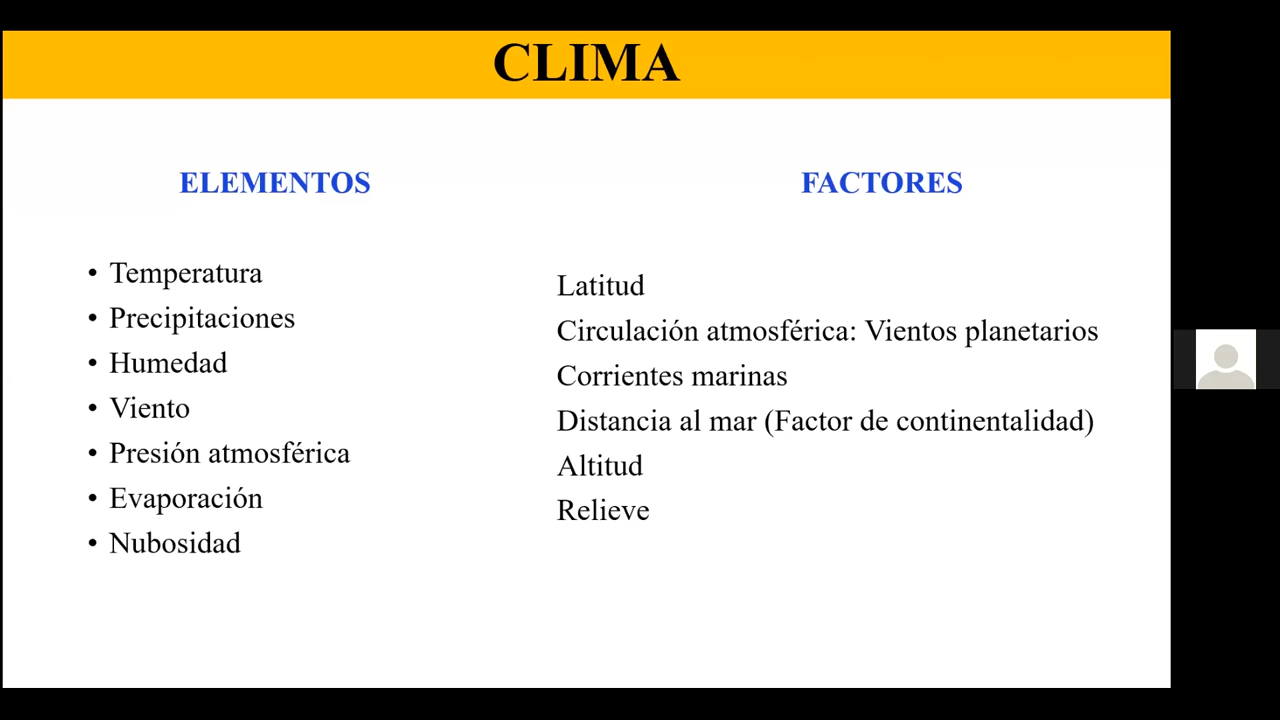 CLIMA
ELEMENTOS
• Temperatura
• Precipitaciones
• Humedad
• Viento
• Presión atmosférica
• Evaporación
• Nubosidad
FACTORES
Latitud
Circulación atmosférica: Vientos planetarios
Corrientes marinas
Distancia al mar (Factor de continentalidad)
Altitud
Relieve